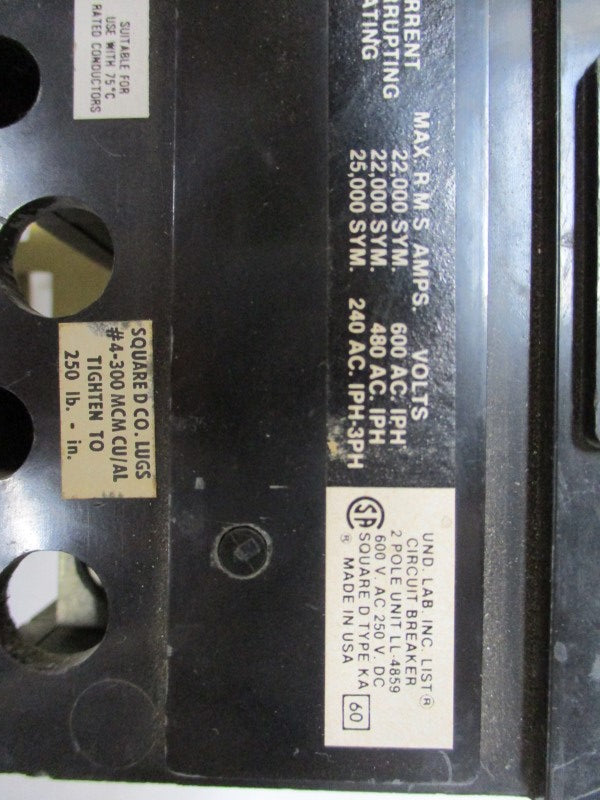 SUITABLE FOR
USE WITH 75°C
RATED CONDUCTORS
MAX. R M S AMPS. VOLTS
22,000 SYM. 600 AC. IPH
22,000 SYM. 480 AC. IPH
25,000 SYM. 240 AC. IPH-3PH
SQUARE D CO. LUGS
#4-300 MCM CU/AL
TIGHTEN TO
250 lb. - in.
UND. LAB. INC. LIST ®
CIRCUIT BREAKER
2 POLE UNIT LL-4859
600 V. AC 250 V. DC
SQUARE D TYPE KA
® MADE IN USA
60
SA